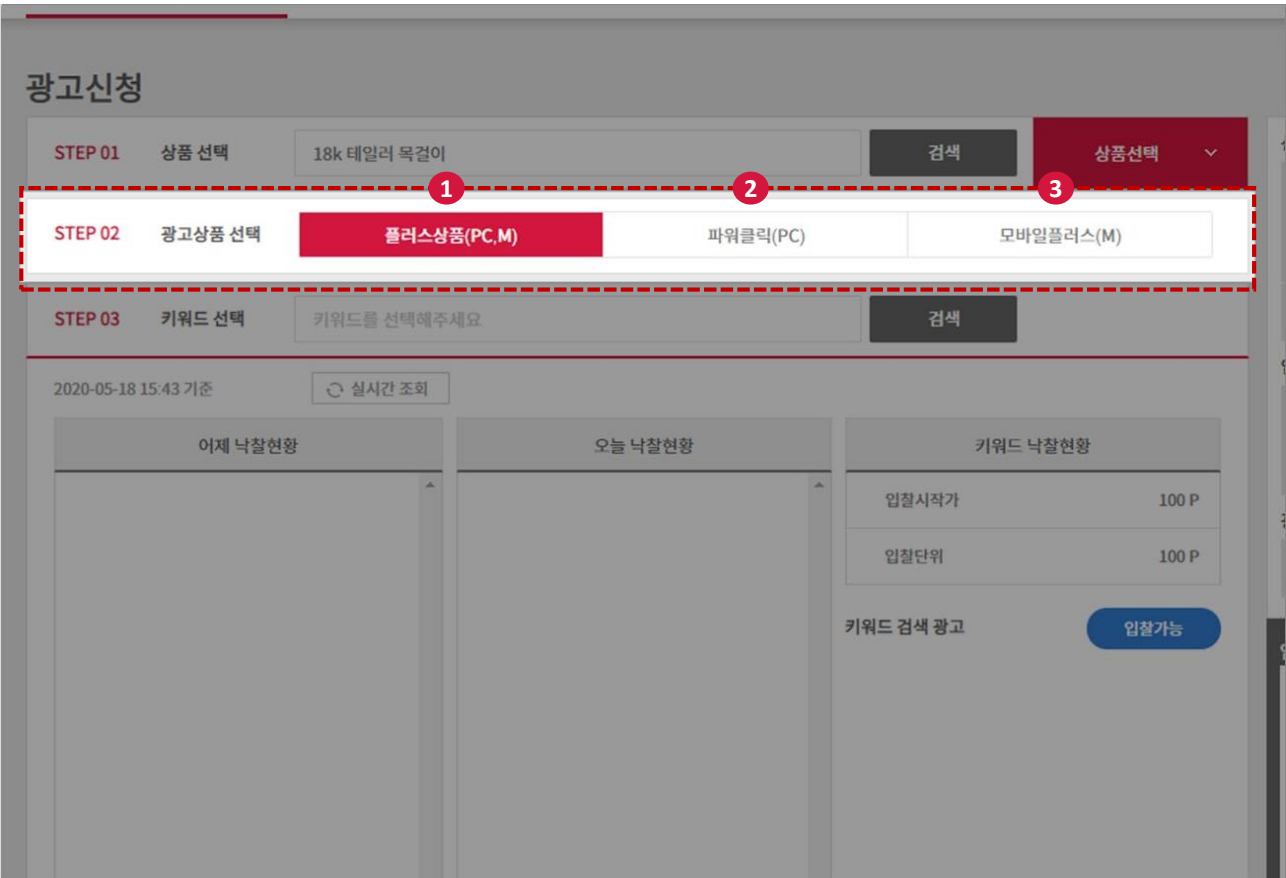 광고신청
STEP 01 상품 선택 18k 테일러 목걸이 검색 상품선택
1 2 3
STEP 02 광고상품 선택 플러스상품(PC,M) 파워클릭(PC) 모바일플러스(M)
STEP 03 키워드 선택 키워드를 선택해주세요 검색
2020-05-18 15:43 기준 실시간 조회
어제 낙찰현황 오늘 낙찰현황 키워드 낙찰현황
입찰시작가 100 P
입찰단위 100 P
키워드 검색 광고 입찰가능